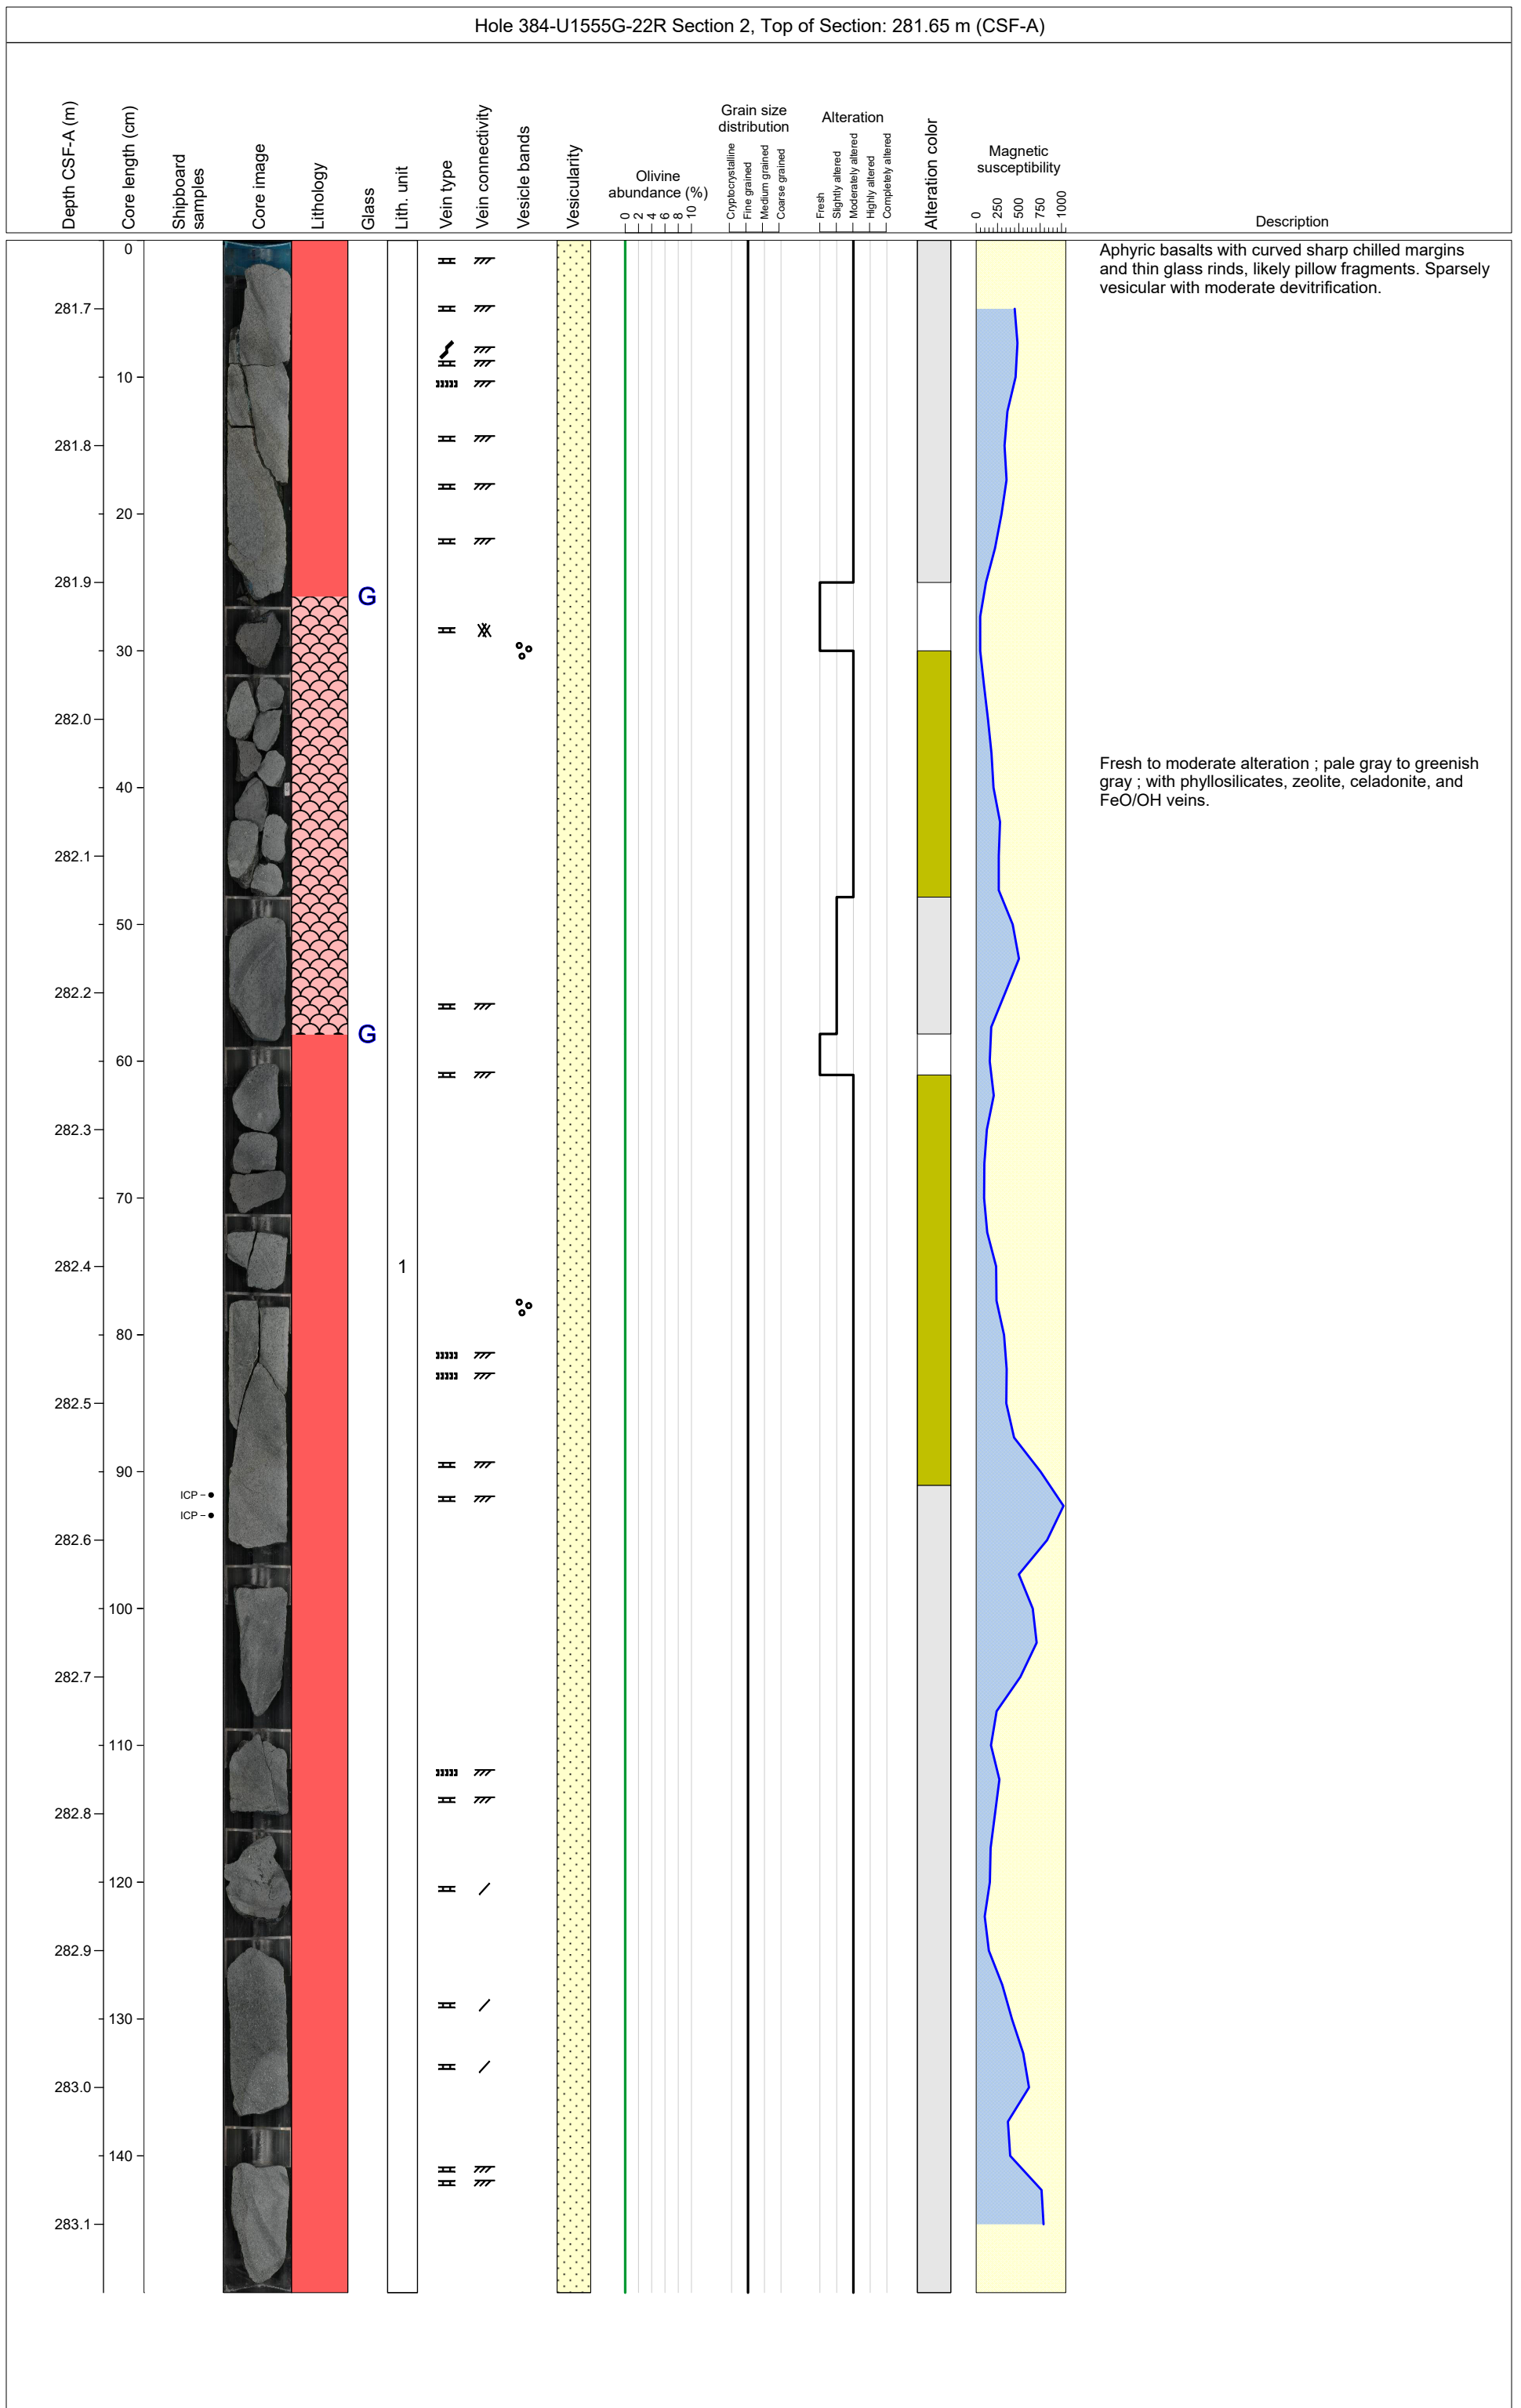 Hole 384-U1555G-22R Section 2, Top of Section: 281.65 m (CSF-A)
Depth CSF-A (m)
Core length (cm)
Shipboard
samples
Core image
Lithology
Glass
Lith. unit
Vein type
Vein connectivity
Vesicle bands
Vesicularity
Olivine
abundance (%)
0 2 4 6 8 10
Grain size
distribution
Cryptocrystalline
Fine grained
Medium grained
Coarse grained
Alteration
Fresh
Slightly altered
Moderately altered
Highly altered
Completely altered
Alteration color
Magnetic
susceptibility
0 250 500 750 1000
Description
0
Aphyric basalts with curved sharp chilled margins
and thin glass rinds, likely pillow fragments. Sparsely
vesicular with moderate devitrification.
281.7
10
281.8
20
281.9
G
30
282.0
Fresh to moderate alteration ; pale gray to greenish
gray ; with phyllosilicates, zeolite, celadonite, and
FeO/OH veins.
40
282.1
50
282.2
G
60
282.3
70
282.4
1
80
282.5
90
ICP
ICP
282.6
100
282.7
110
282.8
120
282.9
130
283.0
140
283.1